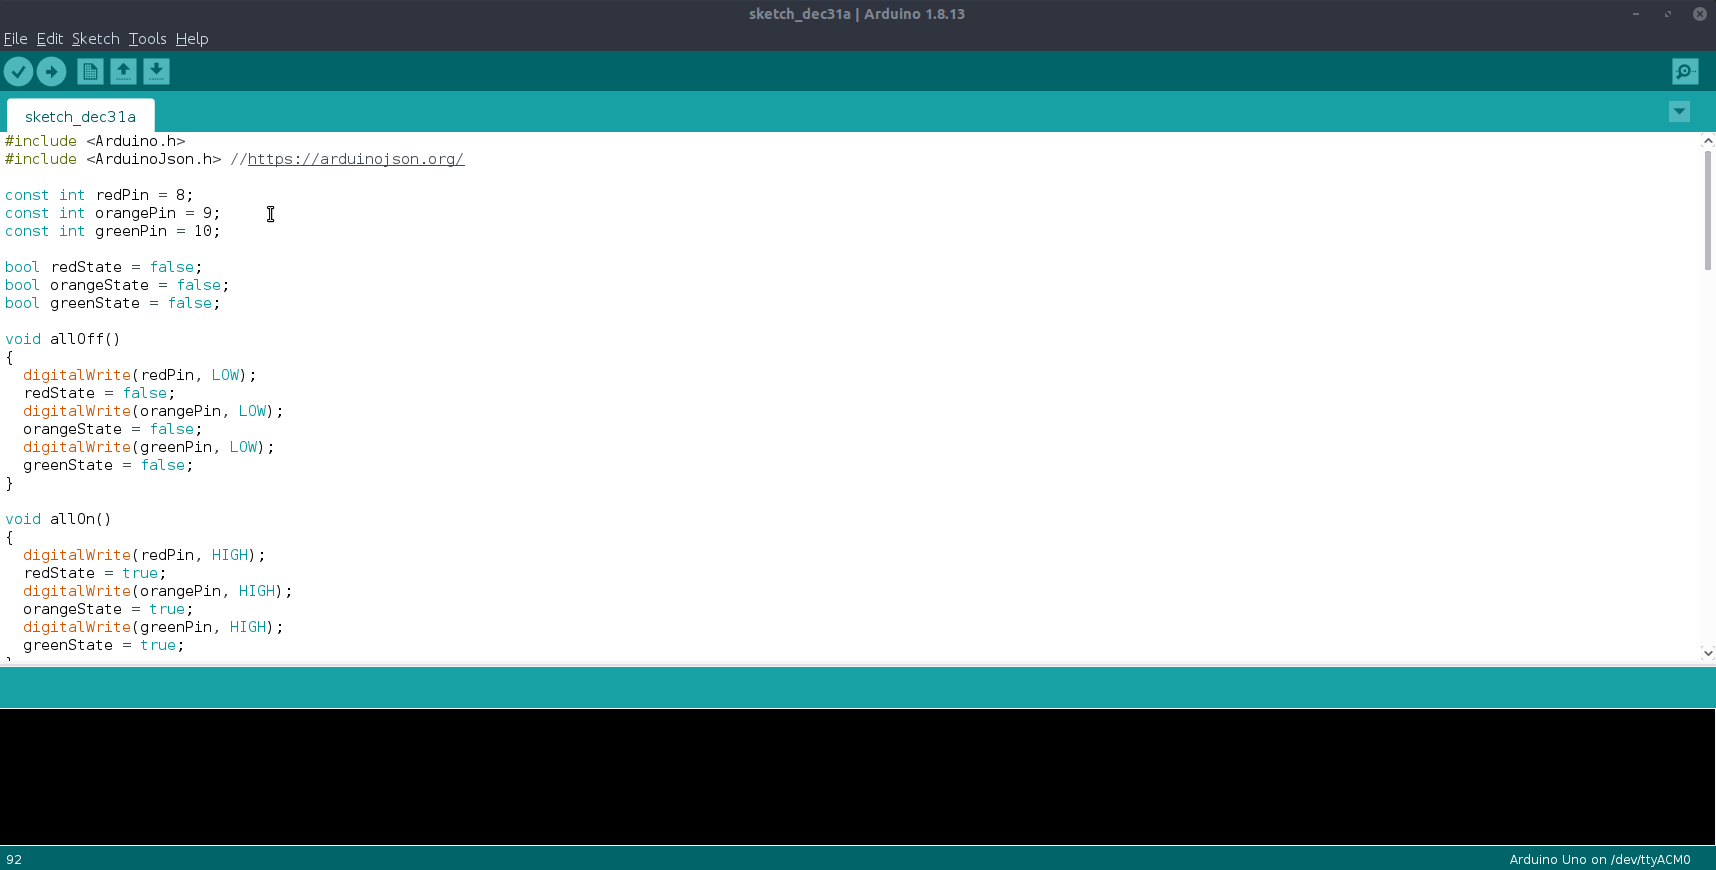 sketch_dec31a | Arduino 1.8.13
File Edit Sketch Tools Help
sketch_dec31a
#include <Arduino.h>
#include <ArduinoJson.h> //https://arduinojson.org/
const int redPin = 8;
const int orangePin = 9;
const int greenPin = 10;
bool redState = false;
bool orangeState = false;
bool greenState = false;
void allOff()
{
  digitalWrite(redPin, LOW);
  redState = false;
  digitalWrite(orangePin, LOW);
  orangeState = false;
  digitalWrite(greenPin, LOW);
  greenState = false;
}
void allOn()
{
  digitalWrite(redPin, HIGH);
  redState = true;
  digitalWrite(orangePin, HIGH);
  orangeState = true;
  digitalWrite(greenPin, HIGH);
  greenState = true;
92
Arduino Uno on /dev/ttyACM0